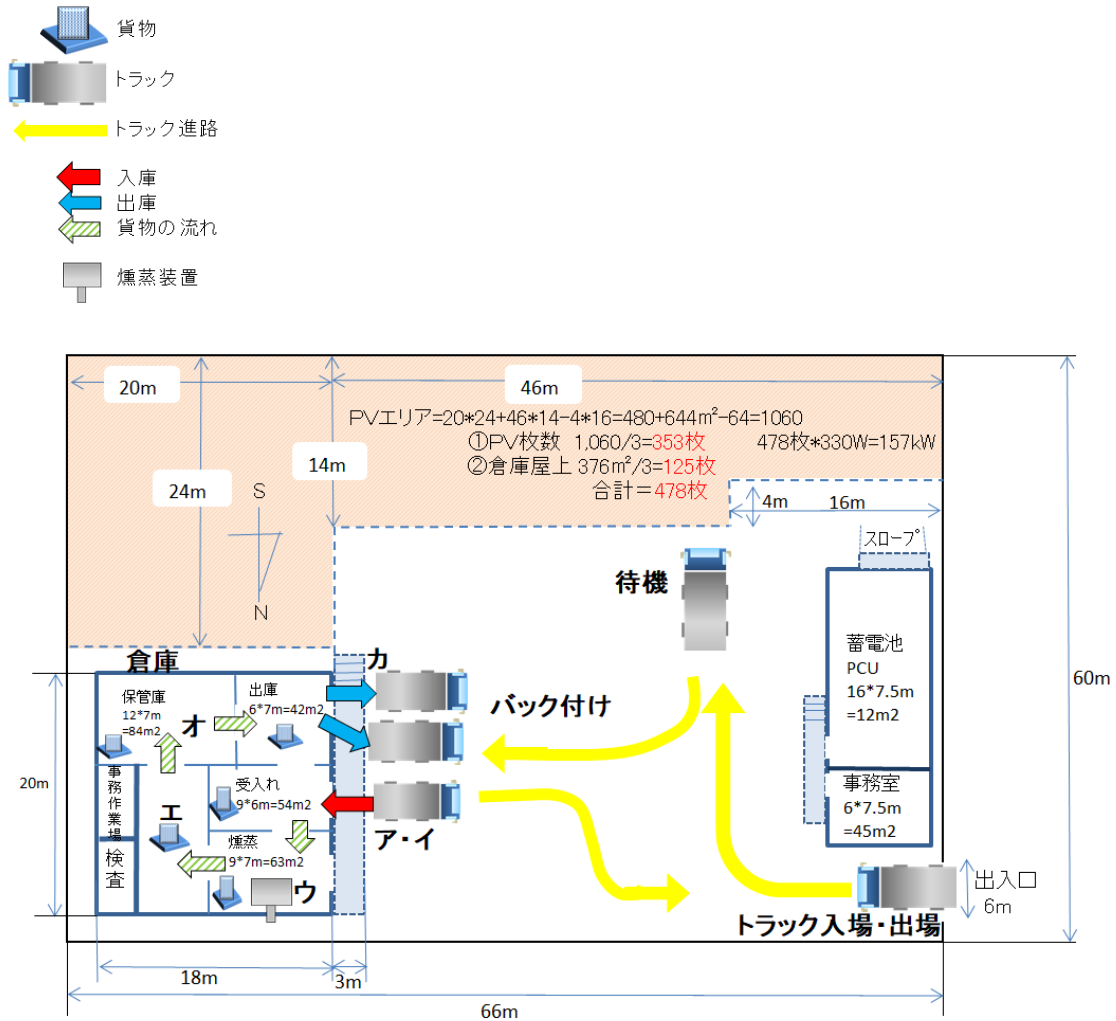 貨物
トラック
トラック進路
入庫
出庫
貨物の流れ
燻蒸装置
20m
46m
PVエリア=20*24+46*14-4*16=480+644m²-64=1060
①PV枚数 1,060/3=353枚 478枚*330W=157kW
②倉庫屋上 376m²/3=125枚
合計=478枚
14m
24m
S
N
4m
16m
スロープ
待機
蓄電池
PCU
16*7.5m
=12m2
60m
倉庫
カ
保管庫
12*7m
=84m2
オ
出庫
6*7m=42m2
バック付け
20m
事務作業場
エ
受入れ
9*6m=54m2
ア・イ
事務室
6*7.5m
=45m2
検査
燻蒸
9*7m=63m2
ウ
出入口
6m
トラック入場・出場
18m
3m
66m